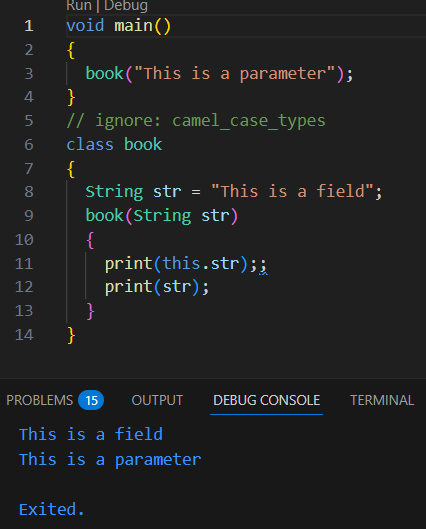 Run | Debug
1 void main()
2 {
3 book("This is a parameter");
4 }
5 // ignore: camel_case_types
6 class book
7 {
8 String str = "This is a field";
9 book(String str)
10 {
11 print(this.str);;
12 print(str);
13 }
14 }
PROBLEMS 15 OUTPUT DEBUG CONSOLE TERMINAL
This is a field
This is a parameter
Exited.